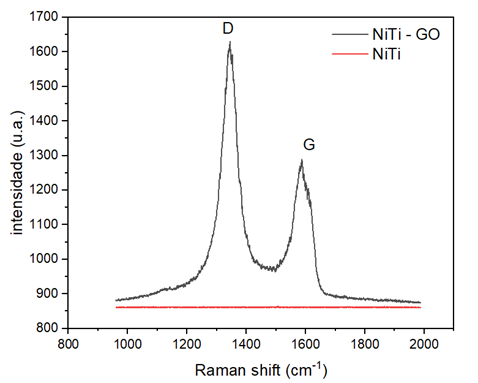 1700
1600
1500
1400
1300
1200
1100
1000
900
800
intensidade (u.a.)
D
G
NiTi - GO
NiTi
800 1000 1200 1400 1600 1800 2000
Raman shift (cm⁻¹)